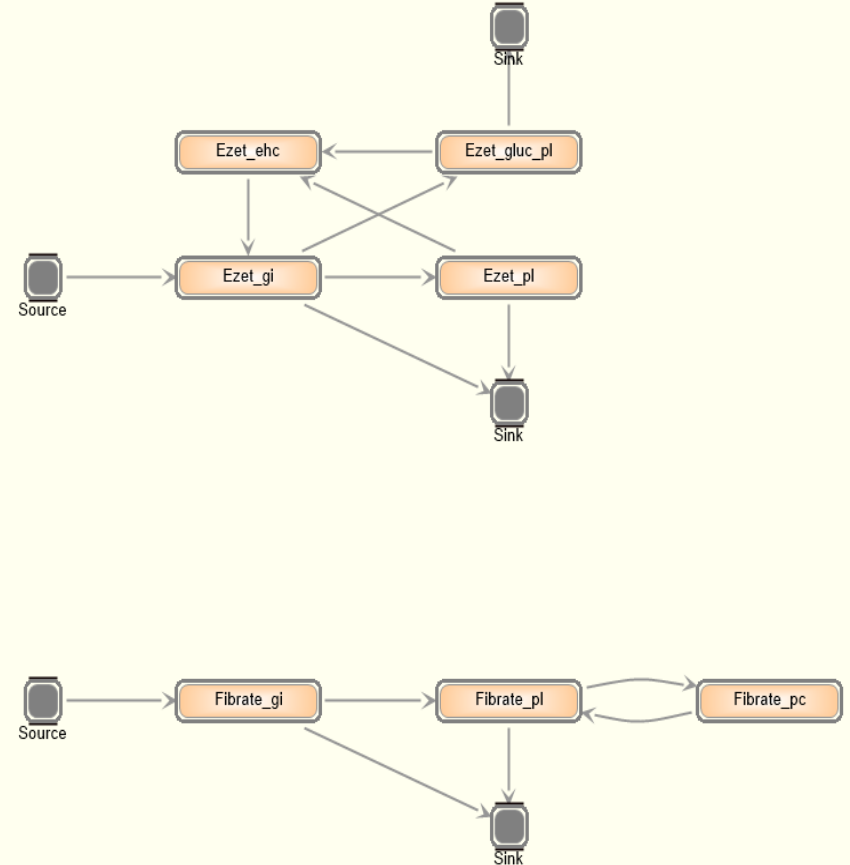 Sink
Ezet_ehc
Ezet_gluc_pl
Source
Ezet_gi
Ezet_pl
Sink
Source
Fibrate_gi
Fibrate_pl
Fibrate_pc
Sink